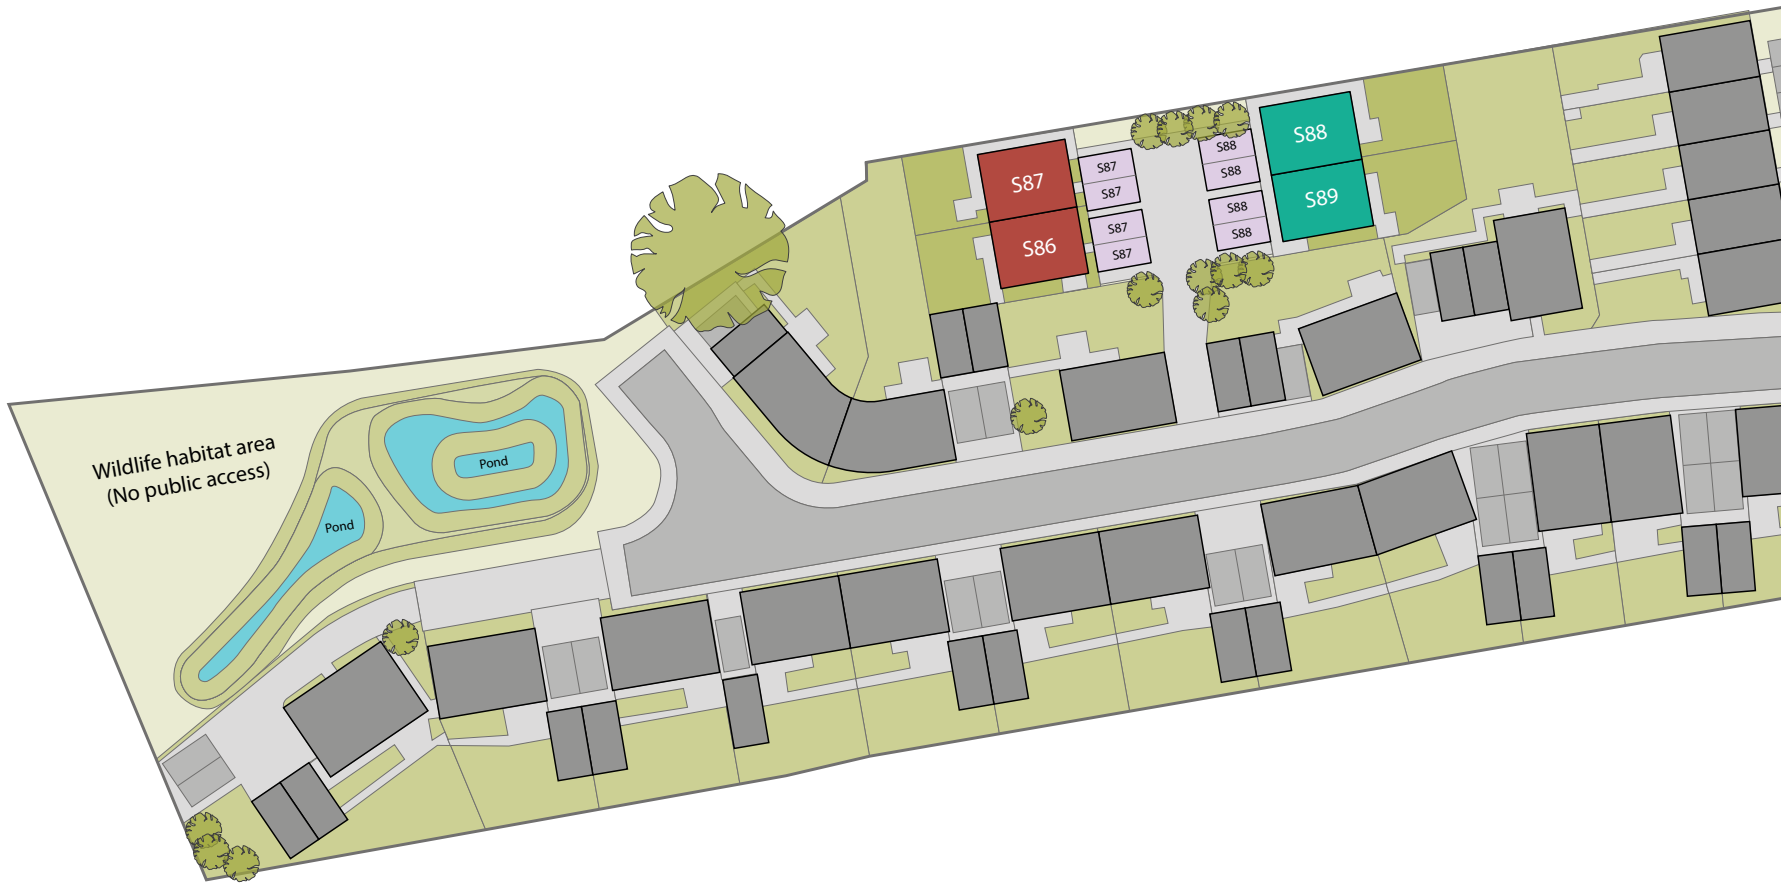 S88
S89
S87
S86
S87
S87
S87
S87
S88
S88
S88
S88
Wildlife habitat area
(No public access)
Pond
Pond